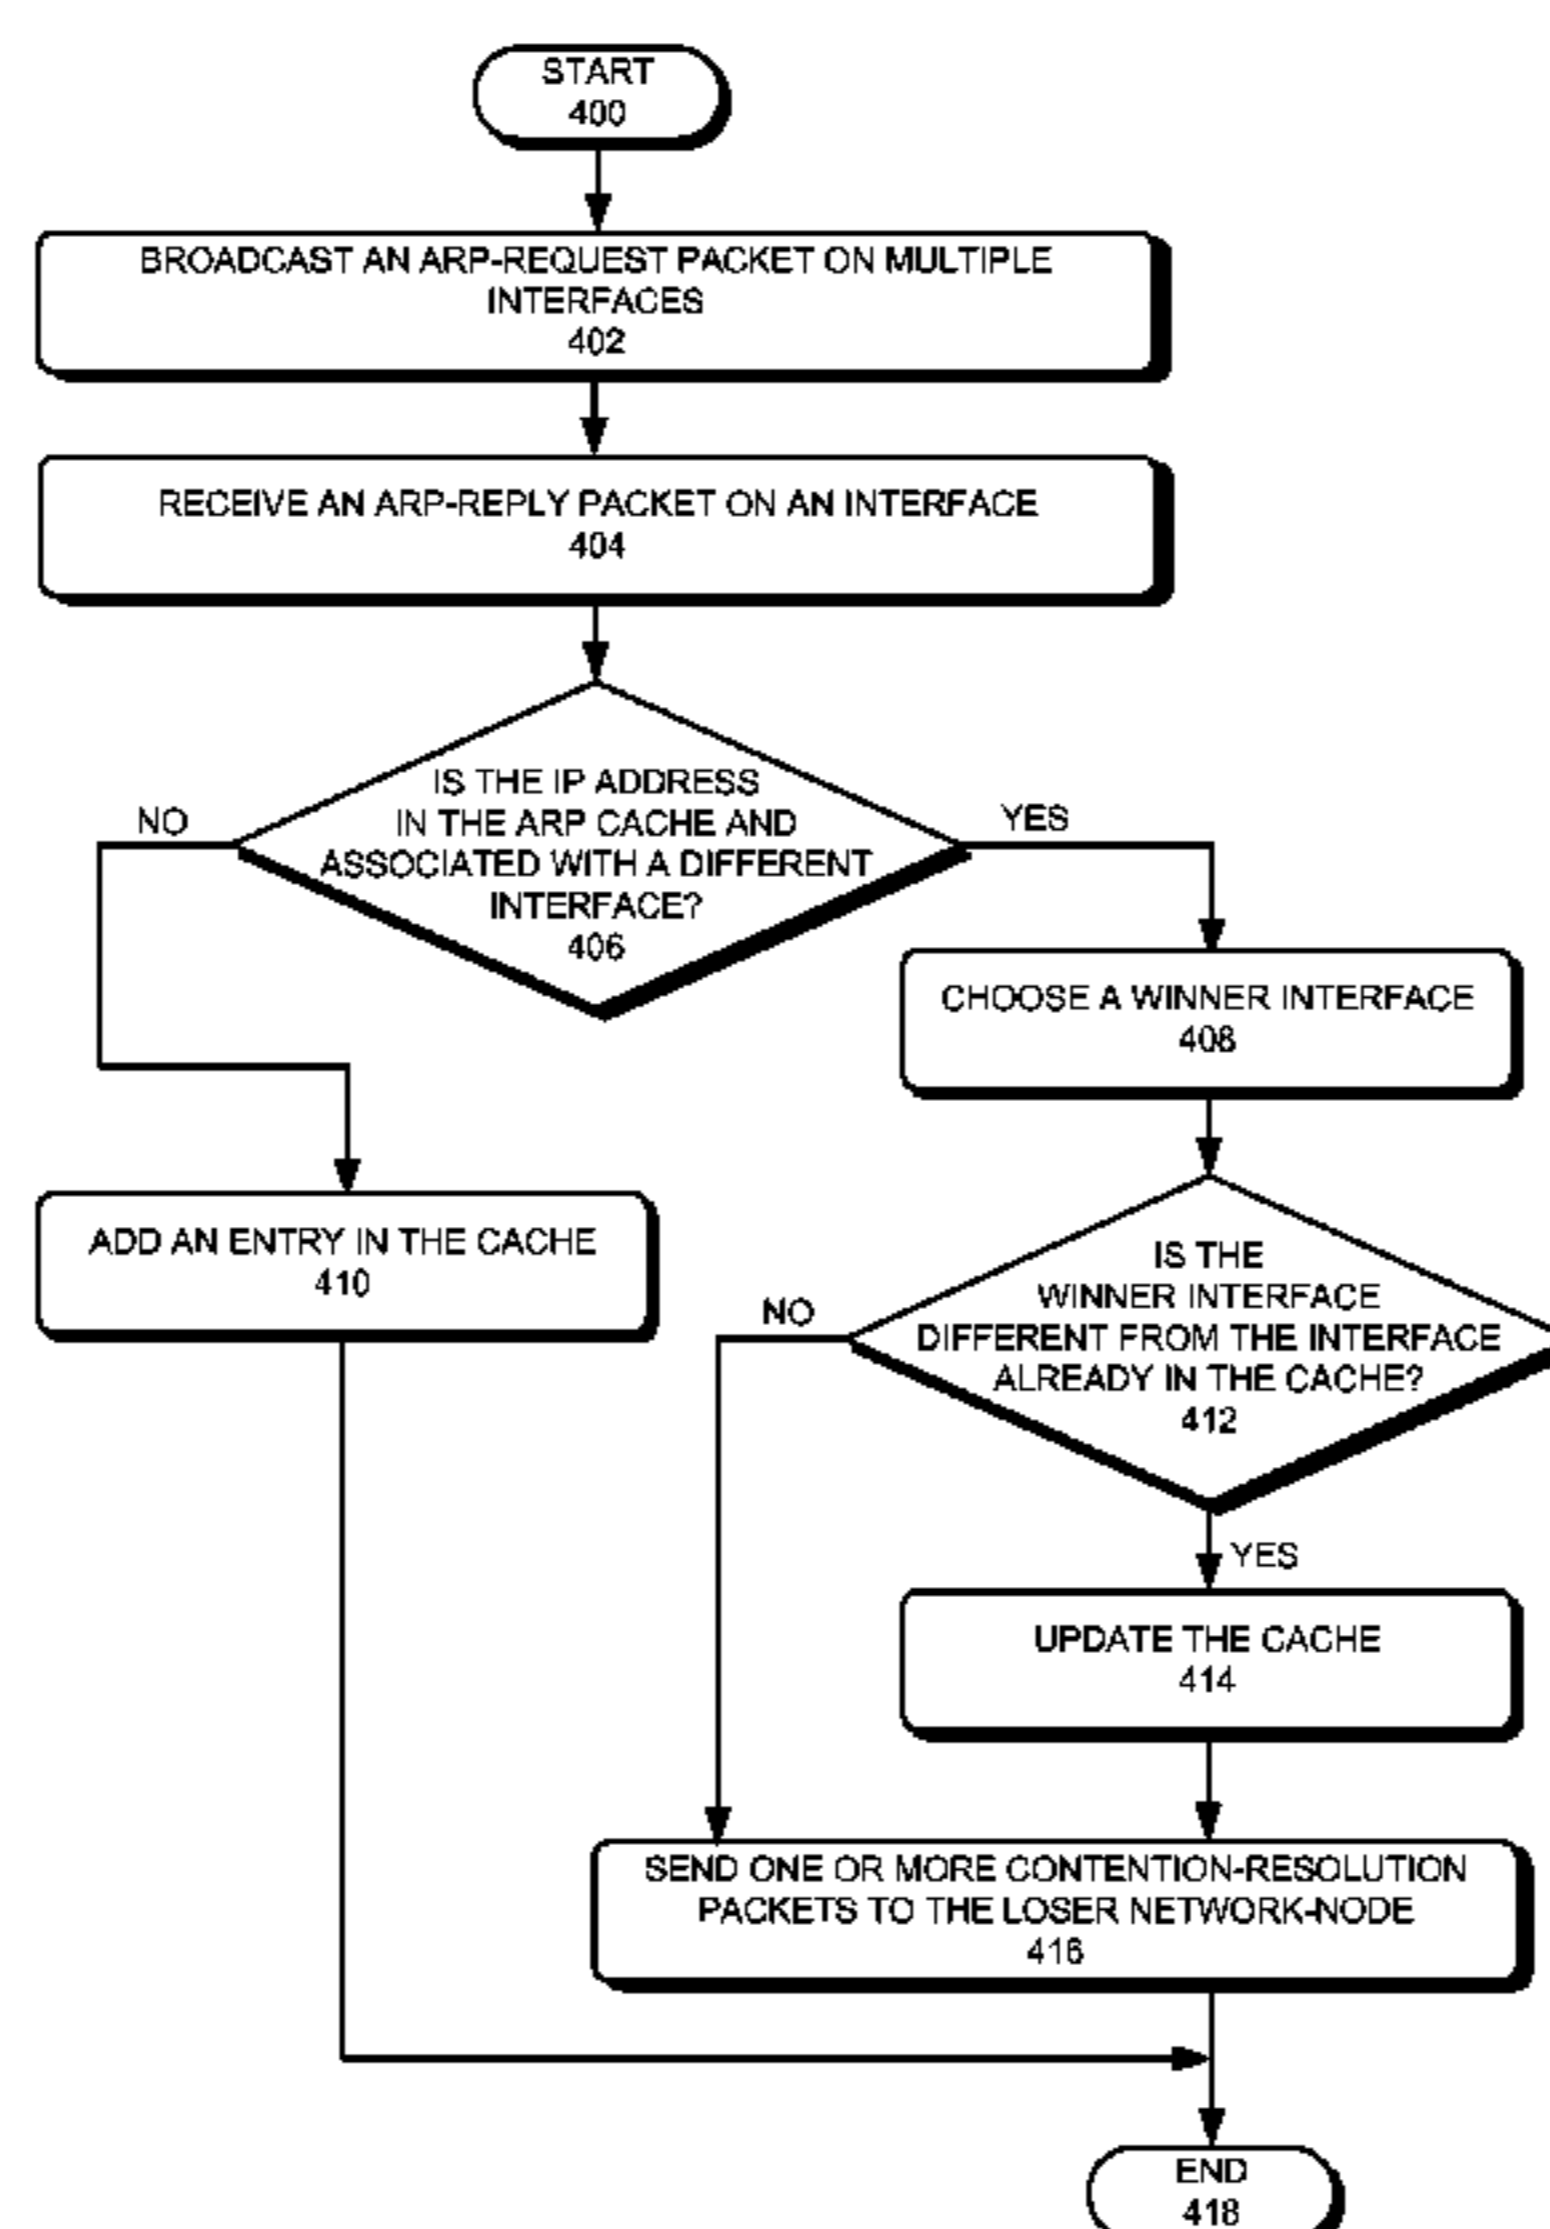 START
400
BROADCAST AN ARP-REQUEST PACKET ON MULTIPLE
INTERFACES
402
RECEIVE AN ARP-REPLY PACKET ON AN INTERFACE
404
IS THE IP ADDRESS
IN THE ARP CACHE AND
ASSOCIATED WITH A DIFFERENT
INTERFACE?
406
NO
YES
CHOOSE A WINNER INTERFACE
408
ADD AN ENTRY IN THE CACHE
410
IS THE
WINNER INTERFACE
DIFFERENT FROM THE INTERFACE
ALREADY IN THE CACHE?
412
NO
YES
UPDATE THE CACHE
414
SEND ONE OR MORE CONTENTION-RESOLUTION
PACKETS TO THE LOSER NETWORK-NODE
416
END
418